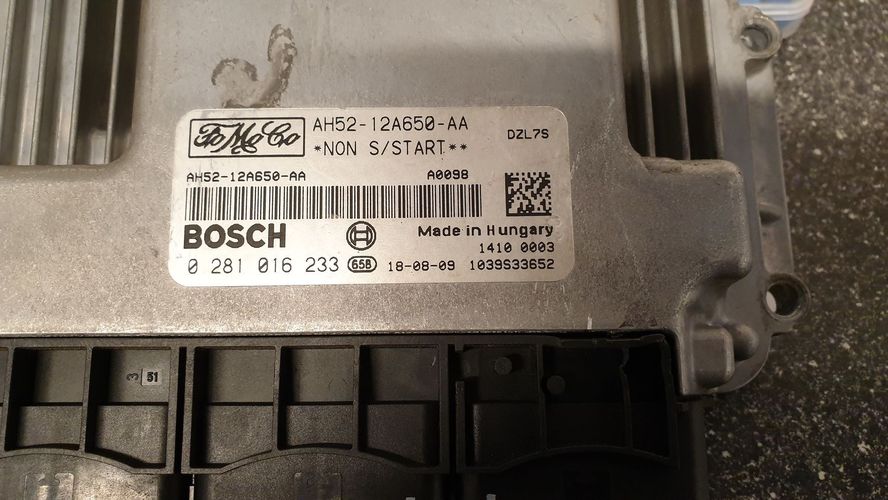 FoMoCo
AH52-12A650-AA
DZL7S
*NON S/START**
AH52-12A650-AA
A0098
BOSCH
Made in Hungary
1410 0003
0 281 016 233
658
18-08-09
1039S33652
3
51